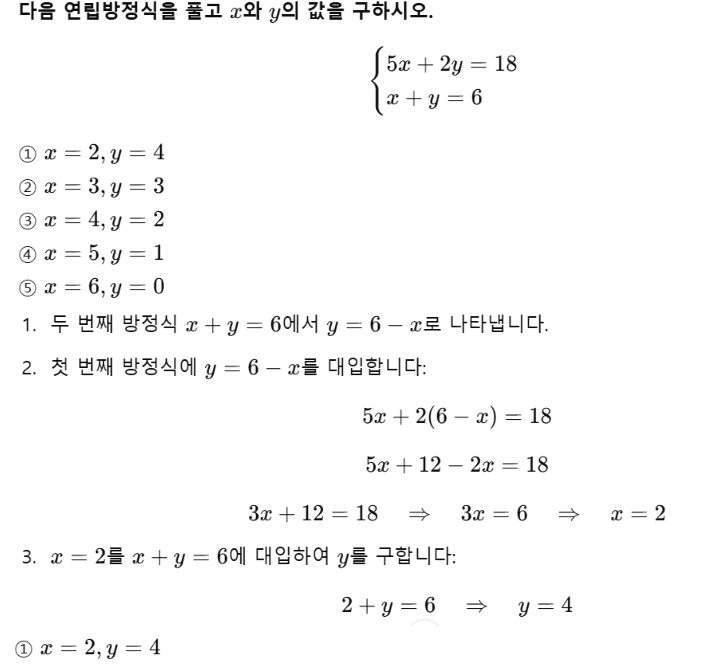 다음 연립방정식을 풀고 x와 y의 값을 구하시오.
5x + 2y = 18
x + y = 6
① x = 2, y = 4
② x = 3, y = 3
③ x = 4, y = 2
④ x = 5, y = 1
⑤ x = 6, y = 0
1. 두 번째 방정식 x + y = 6에서 y = 6 − x로 나타냅니다.
2. 첫 번째 방정식에 y = 6 − x를 대입합니다:
5x + 2(6 − x) = 18
5x + 12 − 2x = 18
3x + 12 = 18 ⇒ 3x = 6 ⇒ x = 2
3. x = 2를 x + y = 6에 대입하여 y를 구합니다:
2 + y = 6 ⇒ y = 4
① x = 2, y = 4